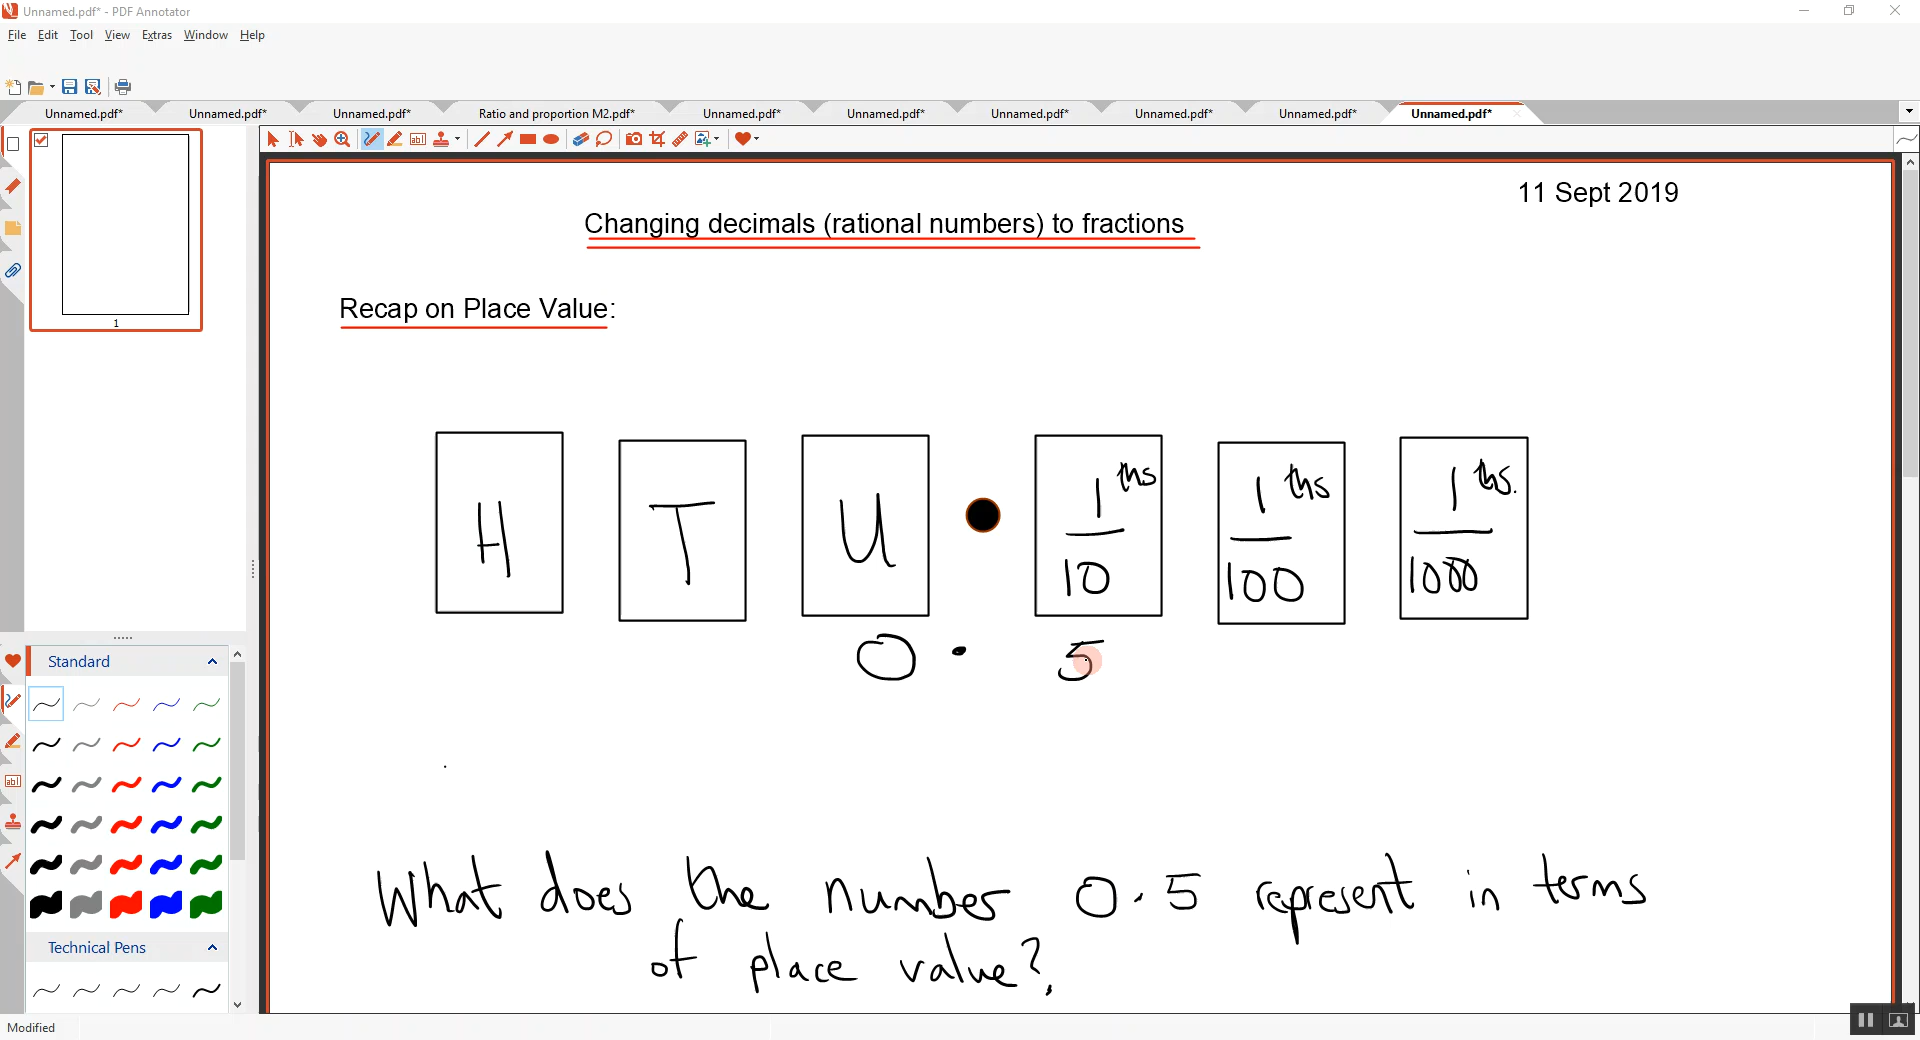 Unnamed.pdf* - PDF Annotator
File Edit Tool View Extras Window Help
Unnamed.pdf* Unnamed.pdf* Unnamed.pdf* Ratio and proportion M2.pdf* Unnamed.pdf* Unnamed.pdf* Unnamed.pdf* Unnamed.pdf* Unnamed.pdf* Unnamed.pdf*
1
Standard
Technical Pens
Modified
11 Sept 2019
Changing decimals (rational numbers) to fractions
Recap on Place Value:
H T U • 1/10 ths 1/100 ths 1/1000 ths.
0 . 5
What does the number 0.5 represent in terms
of place value?